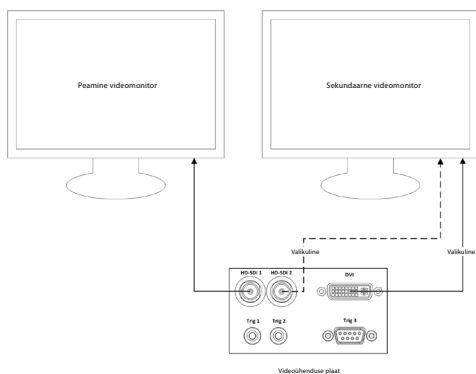 Peamine videomonitor
Sekundaarne videomonitor
Valikuline
Valikuline
HD-SDI 1
HD-SDI 2
DVI
Trig 1
Trig 2
Trig 3
Videoühenduse plaat